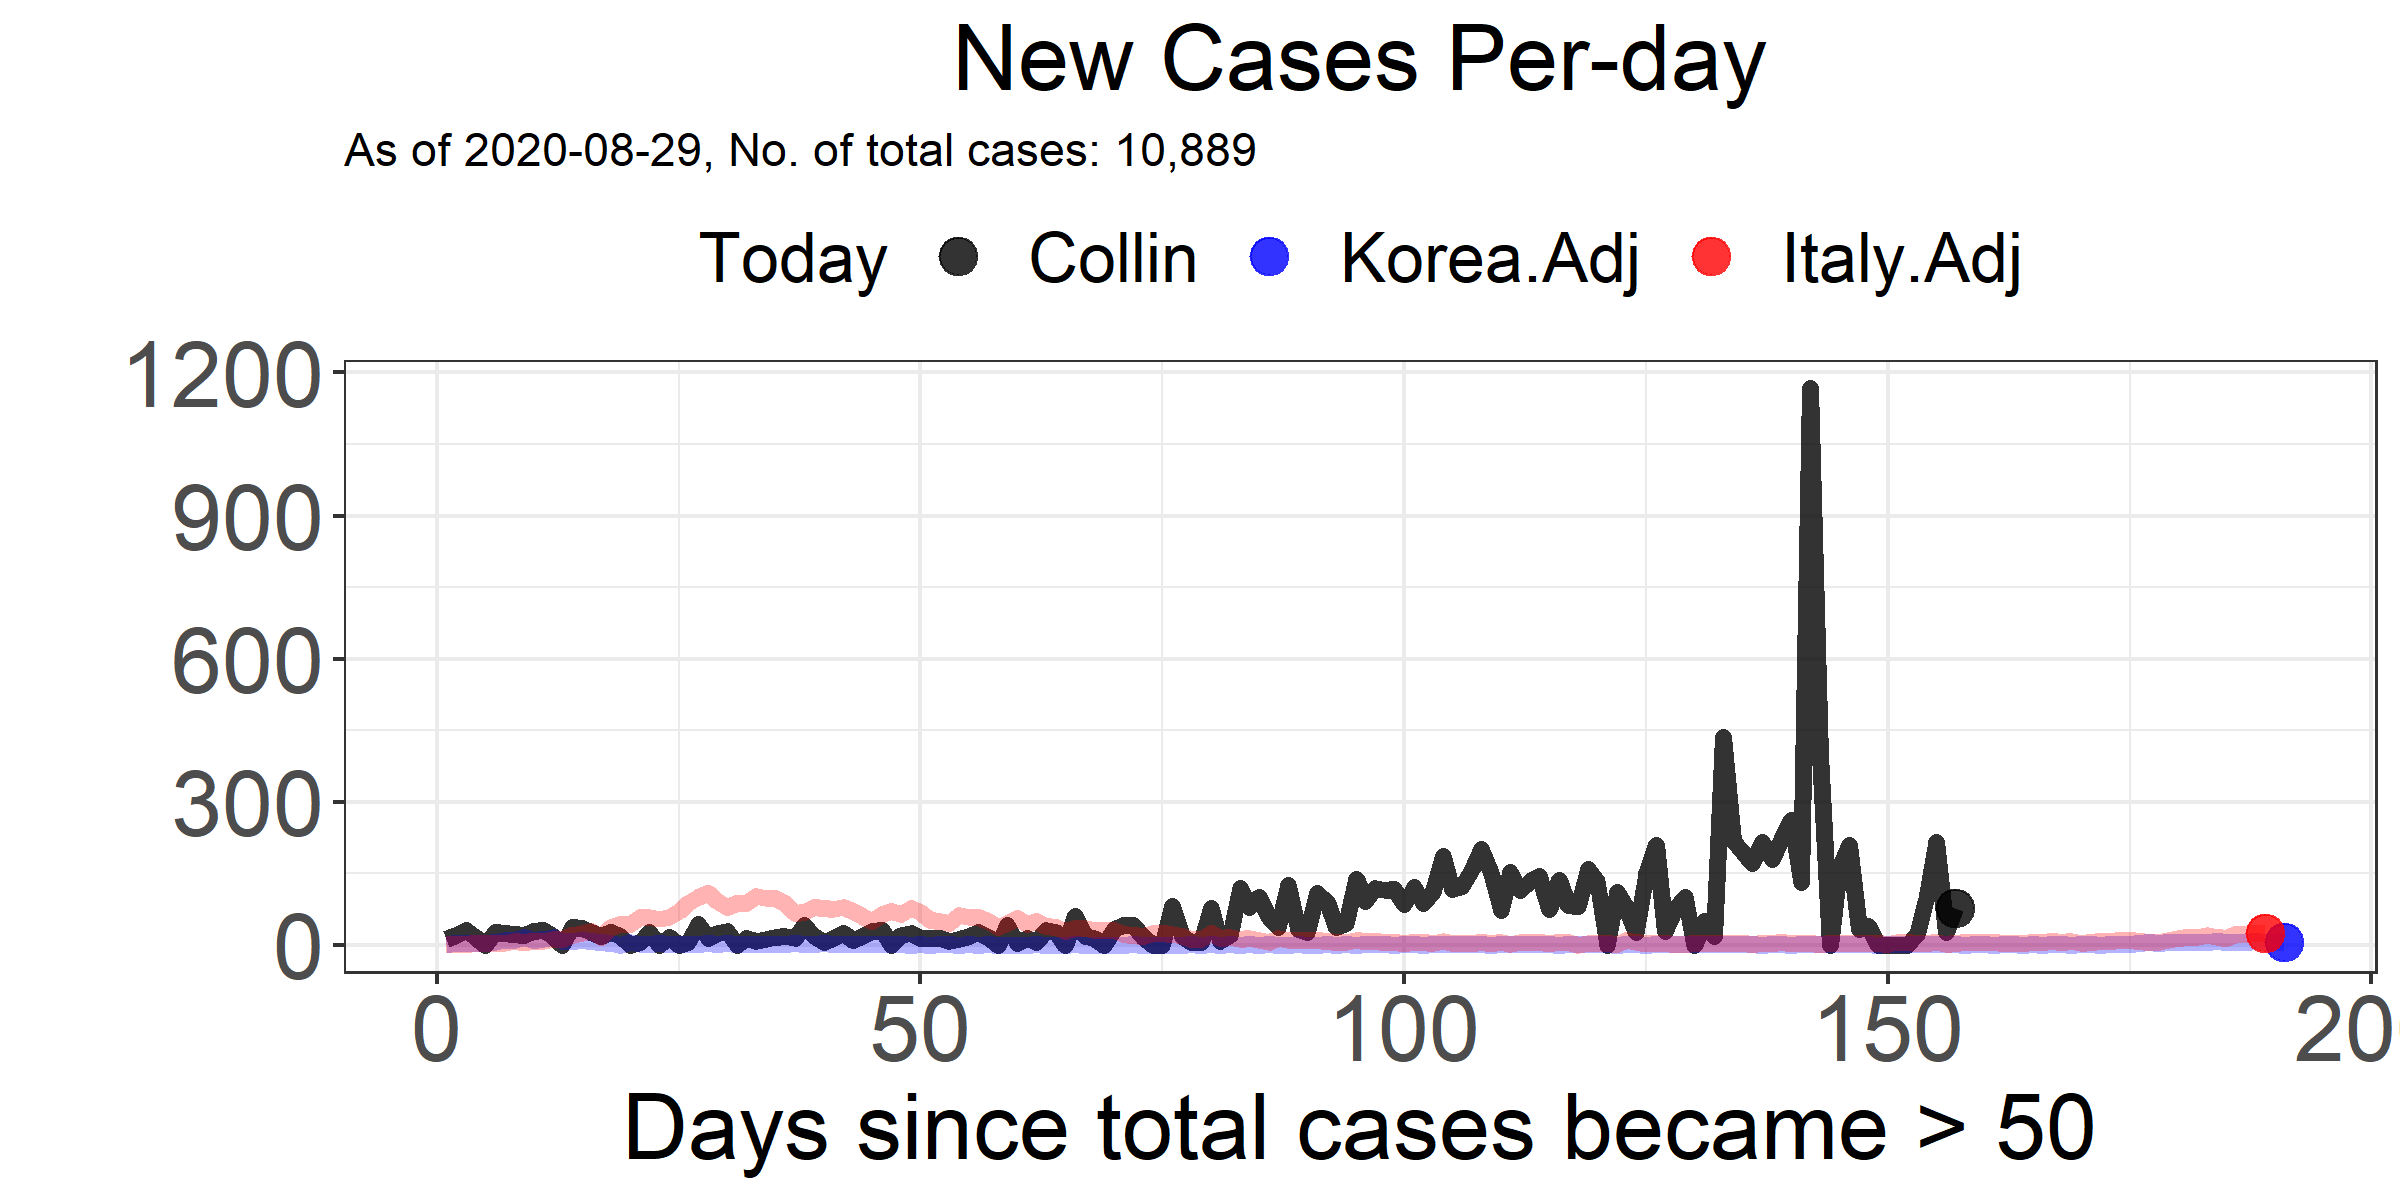 New Cases Per-day
As of 2020-08-29, No. of total cases: 10,889
Today Collin Korea.Adj Italy.Adj
1200
900
600
300
0
0 50 100 150 20
Days since total cases became > 50